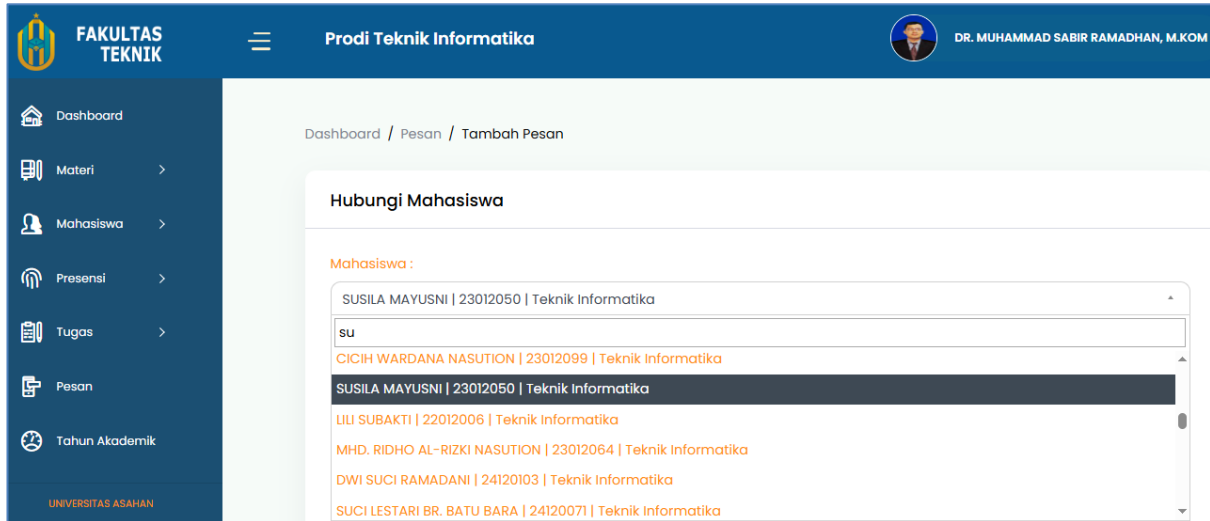 FAKULTAS
TEKNIK
Prodi Teknik Informatika
DR. MUHAMMAD SABIR RAMADHAN, M.KOM
Dashboard
Materi
Mahasiswa
Presensi
Tugas
Pesan
Tahun Akademik
UNIVERSITAS ASAHAN
Dashboard / Pesan / Tambah Pesan
Hubungi Mahasiswa
Mahasiswa :
SUSILA MAYUSNI | 23012050 | Teknik Informatika
su
CICIH WARDANA NASUTION | 23012099 | Teknik Informatika
SUSILA MAYUSNI | 23012050 | Teknik Informatika
LILI SUBAKTI | 22012006 | Teknik Informatika
MHD. RIDHO AL-RIZKI NASUTION | 23012064 | Teknik Informatika
DWI SUCI RAMADANI | 24120103 | Teknik Informatika
SUCI LESTARI BR. BATU BARA | 24120071 | Teknik Informatika